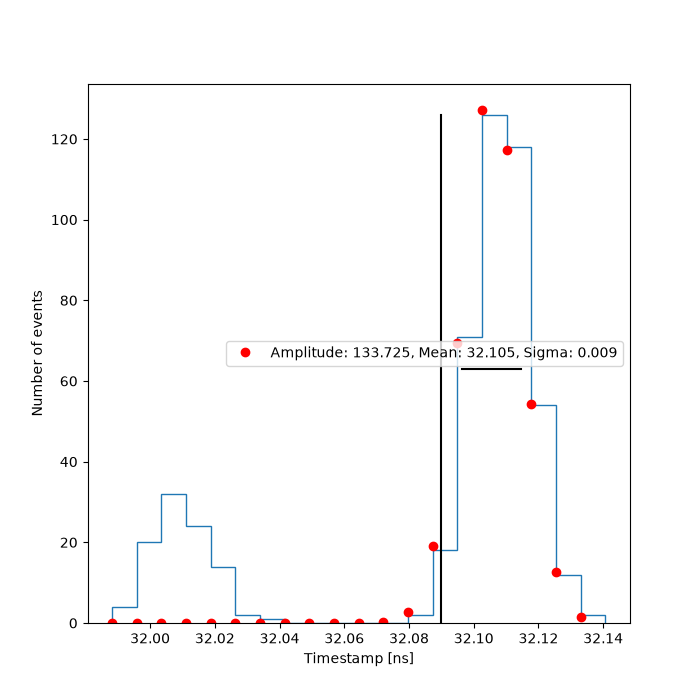 120
100
80
60
40
20
0
Number of events
Amplitude: 133.725, Mean: 32.105, Sigma: 0.009
32.00 32.02 32.04 32.06 32.08 32.10 32.12 32.14
Timestamp [ns]